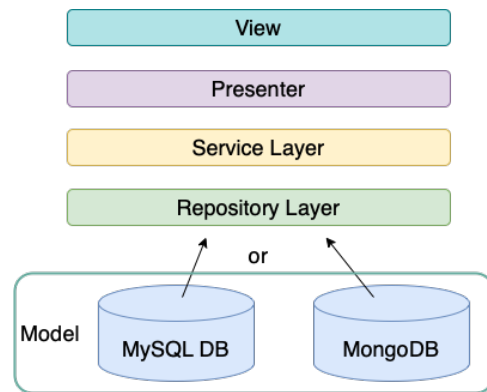 View
Presenter
Service Layer
Repository Layer
or
Model
MySQL DB
MongoDB